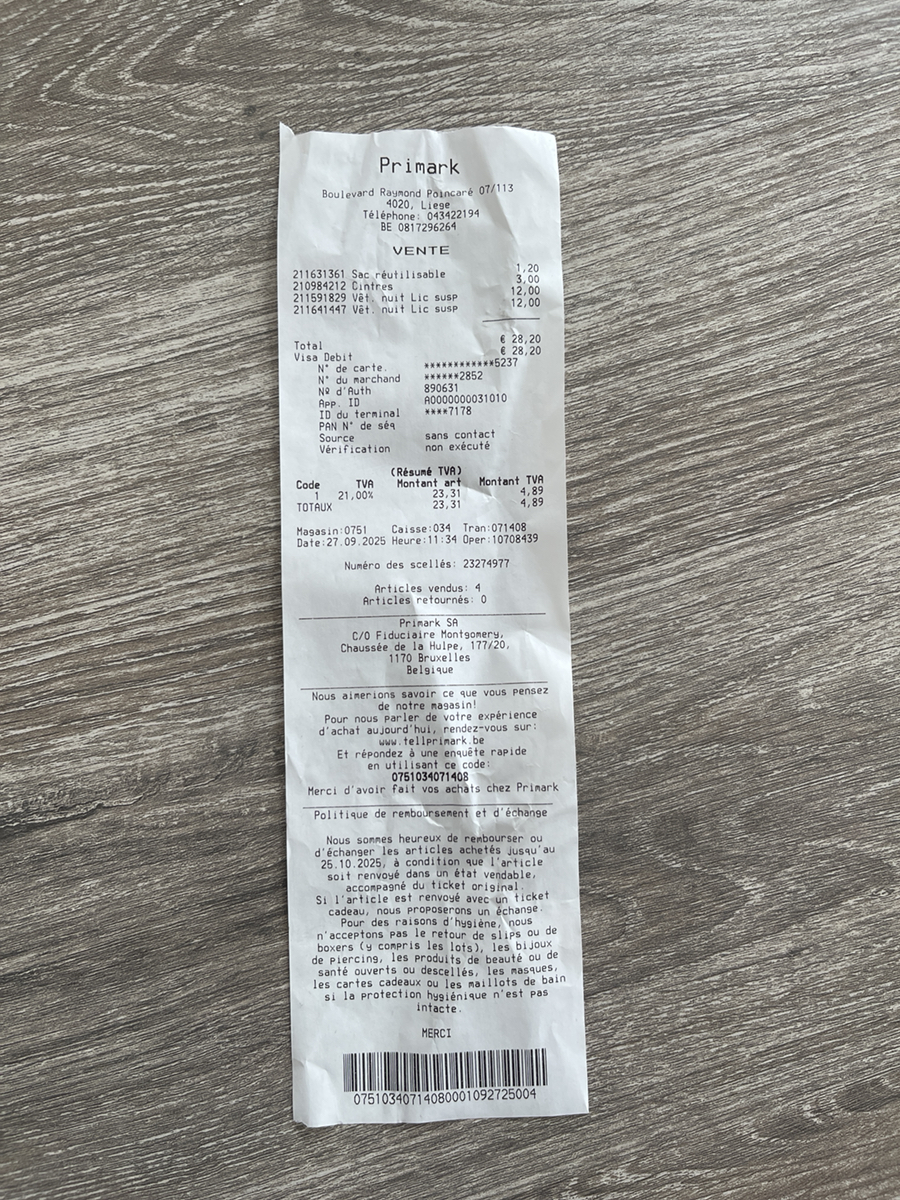 Primark
Boulevard Raymond Poincaré 07/113
4020, Liege
Téléphone: 043422194
BE 0817296264
VENTE
211631361 Sac réutilisable 1,20
210984212 Cintres 3,00
211591829 Vêt. nuit Lic susp 12,00
211641447 Vêt. nuit Lic susp 12,00
Total € 28,20
Visa Debit € 28,20
N° de carte. ************5237
N° du marchand ******2852
Nº d'Auth 890631
App. ID A0000000031010
ID du terminal ****7178
PAN N° de séq
Source sans contact
Vérification non exécuté
(Résumé TVA)
Code TVA Montant art Montant TVA
1 21,00% 23,31 4,89
TOTAUX 23,31 4,89
Magasin:0751 Caisse:034 Tran:071408
Date:27.09.2025 Heure:11:34 Oper:10708439
Numéro des scellés: 23274977
Articles vendus: 4
Articles retournés: 0
Primark SA
C/O Fiduciaire Montgomery,
Chaussée de la Hulpe, 177/20,
1170 Bruxelles
Belgique
Nous aimerions savoir ce que vous pensez
de notre magasin!
Pour nous parler de votre expérience
d'achat aujourd'hui, rendez-vous sur:
www.tellprimark.be
Et répondez à une enquête rapide
en utilisant ce code:
0751034071408
Merci d'avoir fait vos achats chez Primark
Politique de remboursement et d'échange
Nous sommes heureux de rembourser ou
d'échanger les articles achetés jusqu'au
25.10.2025, à condition que l'article
soit renvoyé dans un état vendable,
accompagné du ticket original.
Si l'article est renvoyé avec un ticket
cadeau, nous proposerons un échange.
Pour des raisons d'hygiène, nous
n'acceptons pas le retour de slips ou de
boxers (y compris les lots), les bijoux
de piercing, les produits de beauté ou de
santé ouverts ou descellés, les masques,
les cartes cadeaux ou les maillots de bain
si la protection hygiénique n'est pas
intacte.
MERCI
07510340714080001092725004